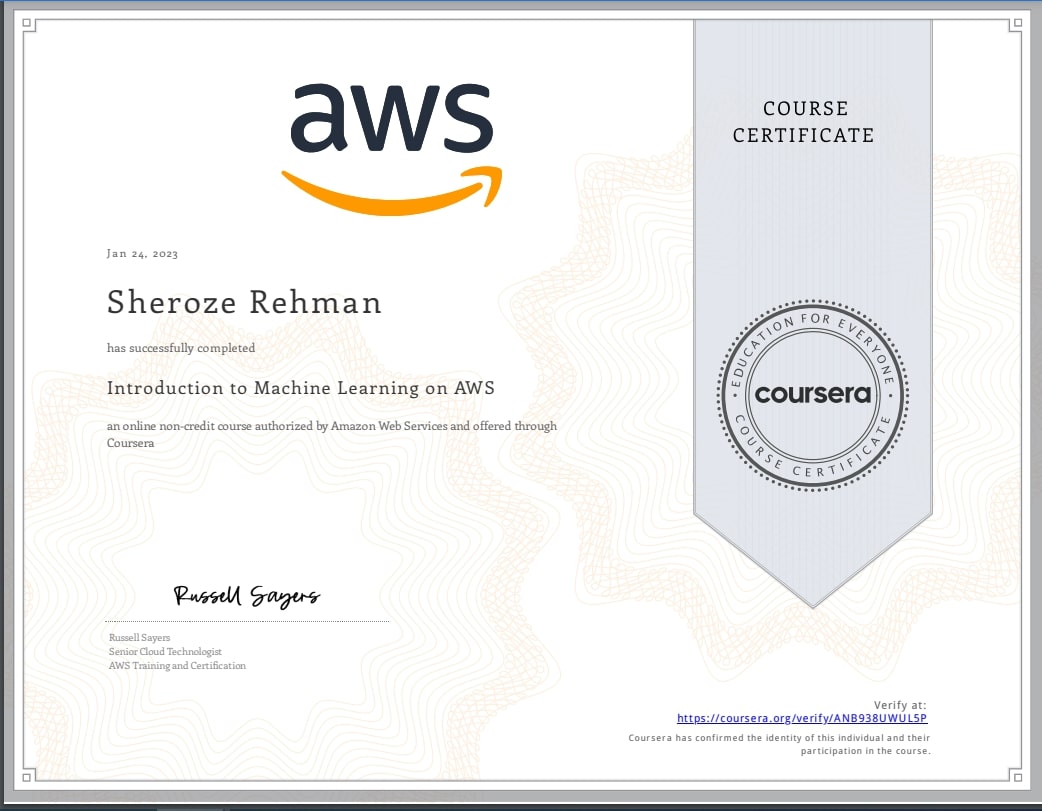 aws
COURSE
CERTIFICATE
Jan 24, 2023
Sheroze Rehman
has successfully completed
Introduction to Machine Learning on AWS
an online non-credit course authorized by Amazon Web Services and offered through
Coursera
EDUCATION FOR EVERYONE
coursera
COURSE CERTIFICATE
Russell Sayers
Russell Sayers
Senior Cloud Technologist
AWS Training and Certification
Verify at:
https://coursera.org/verify/ANB938UWUL5P
Coursera has confirmed the identity of this individual and their
participation in the course.